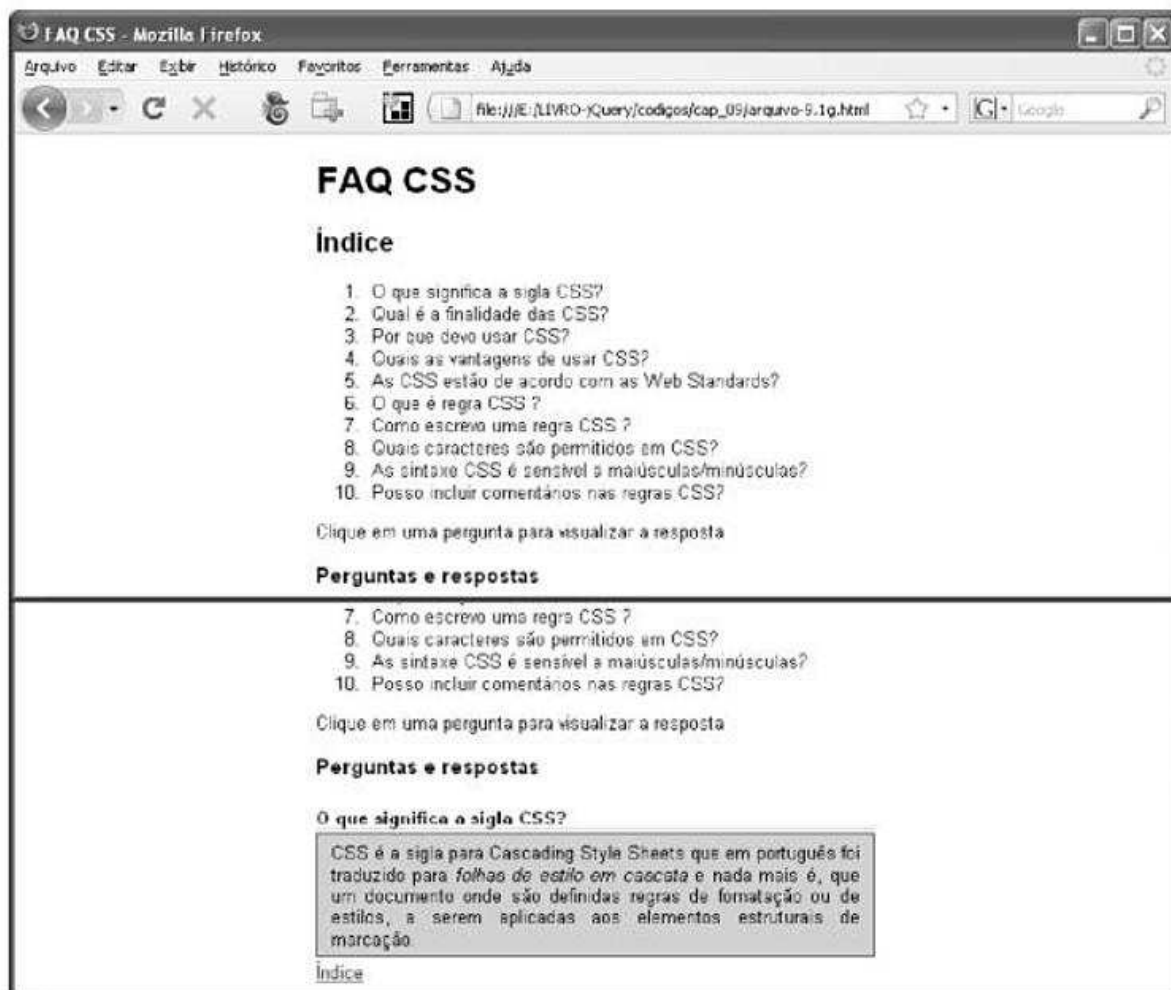 FAQ CSS - Mozilla Firefox
Arquivo Editar Exibir Histórico Favoritos Ferramentas Ajuda
file:///E:/LIVRO-jQuery/codigos/cap_09/arquivo-9.1g.html G Google
FAQ CSS
Índice
1. O que significa a sigla CSS?
2. Qual é a finalidade das CSS?
3. Por que devo usar CSS?
4. Quais as vantagens de usar CSS?
5. As CSS estão de acordo com as Web Standards?
6. O que é regra CSS ?
7. Como escrevo uma regra CSS ?
8. Quais caracteres são permitidos em CSS?
9. As sintaxe CSS é sensível a maiúsculas/minúsculas?
10. Posso incluir comentários nas regras CSS?
Clique em uma pergunta para visualizar a resposta
Perguntas e respostas
7. Como escrevo uma regra CSS ?
8. Quais caracteres são permitidos em CSS?
9. As sintaxe CSS é sensível a maiúsculas/minúsculas?
10. Posso incluir comentários nas regras CSS?
Clique em uma pergunta para visualizar a resposta
Perguntas e respostas
O que significa a sigla CSS?
CSS é a sigla para Cascading Style Sheets que em português foi
traduzido para folhas de estilo em cascata e nada mais é, que
um documento onde são definidas regras de fomatação ou de
estilos, a serem aplicadas aos elementos estruturais de
marcação
Índice